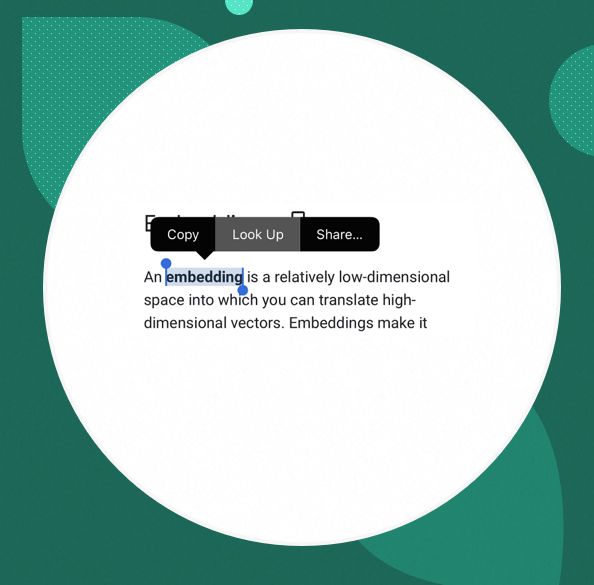 Copy Look Up Share...
An embedding is a relatively low-dimensional
space into which you can translate high-
dimensional vectors. Embeddings make it